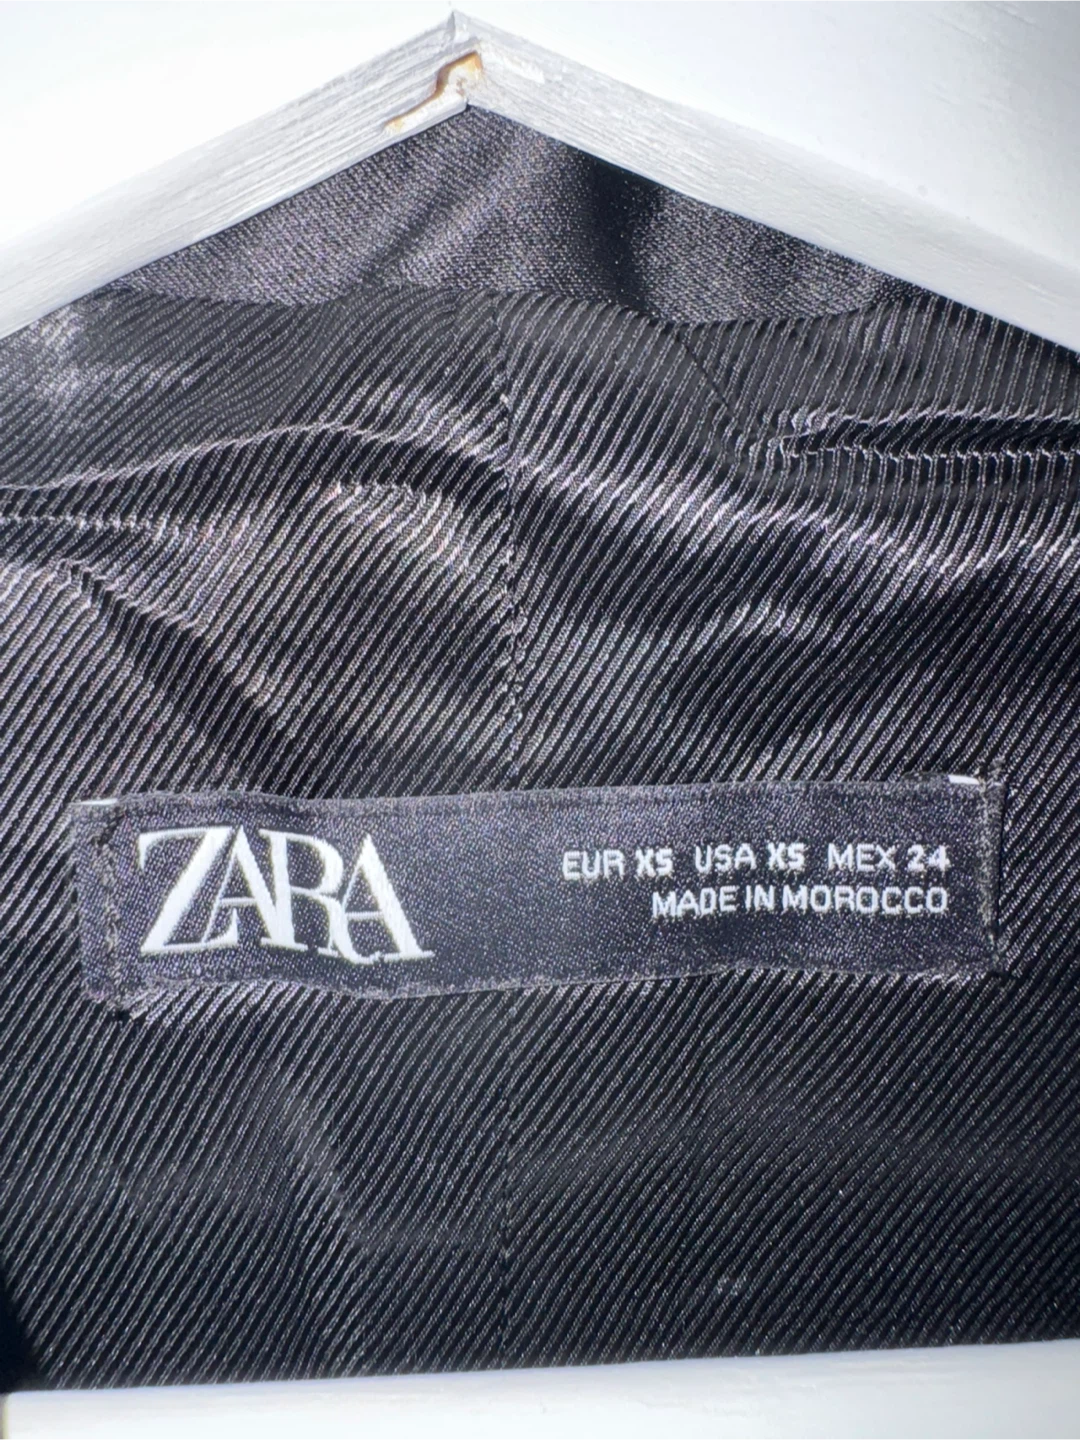 ZARA
EUR XS USA XS MEX 24
MADE IN MOROCCO